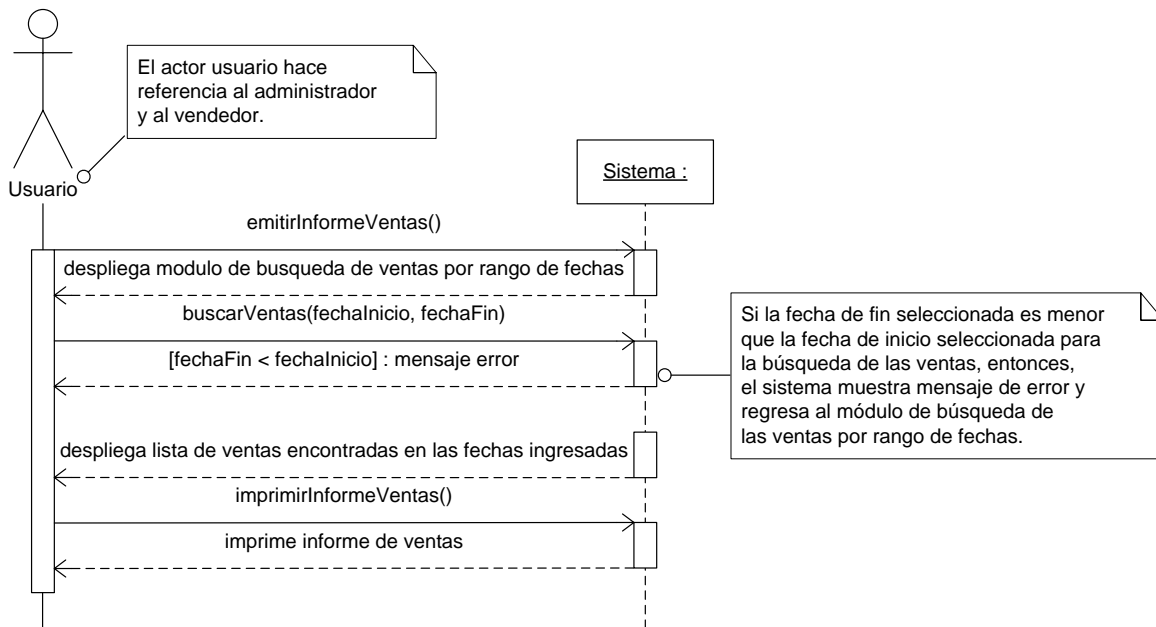 El actor usuario hace
referencia al administrador
y al vendedor.
Usuario
Sistema :
emitirInformeVentas()
despliega modulo de busqueda de ventas por rango de fechas
buscarVentas(fechaInicio, fechaFin)
[fechaFin < fechaInicio] : mensaje error
Si la fecha de fin seleccionada es menor
que la fecha de inicio seleccionada para
la búsqueda de las ventas, entonces,
el sistema muestra mensaje de error y
regresa al módulo de búsqueda de
las ventas por rango de fechas.
despliega lista de ventas encontradas en las fechas ingresadas
imprimirInformeVentas()
imprime informe de ventas